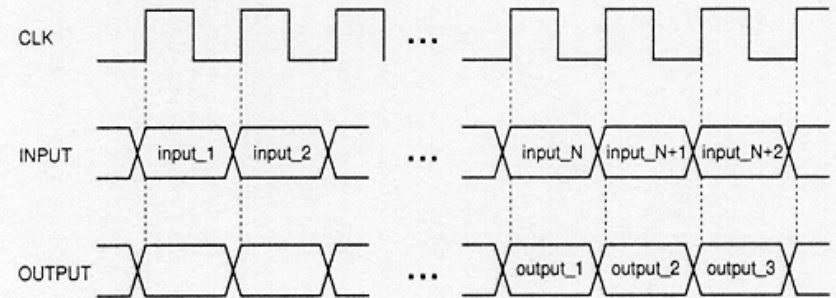 CLK
...
INPUT
input_1
input_2
...
input_N
input_N+1
input_N+2
OUTPUT
...
output_1
output_2
output_3